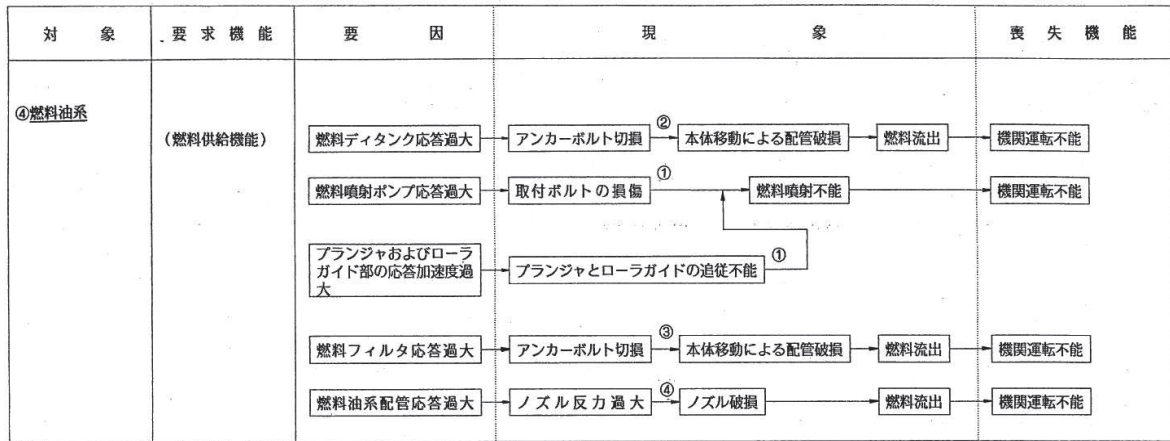 対 象 要 求 機 能 要 因 現 象 喪 失 機 能
④燃料油系
(燃料供給機能)
燃料ディタンク応答過大 アンカーボルト切損 ② 本体移動による配管破損 燃料流出 機関運転不能
燃料噴射ポンプ応答過大 取付ボルトの損傷 ① 燃料噴射不能 機関運転不能
プランジャおよびローラ
ガイド部の応答加速度過
大
プランジャとローラガイドの追従不能 ①
燃料フィルタ応答過大 アンカーボルト切損 ③ 本体移動による配管破損 燃料流出 機関運転不能
燃料油系配管応答過大 ノズル反力過大 ④ ノズル破損 燃料流出 機関運転不能